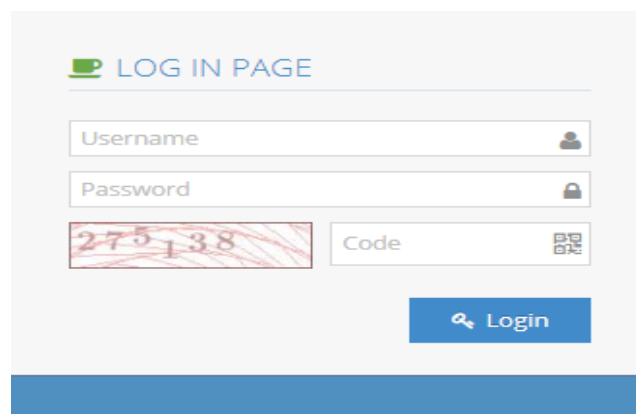 LOG IN PAGE
Username
Password
275138 Code
Login